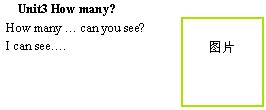 Unit3 How many?
How many … can you see?
I can see….
图片